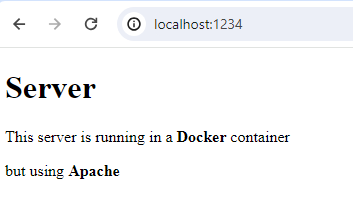 localhost:1234
Server
This server is running in a Docker container
but using Apache